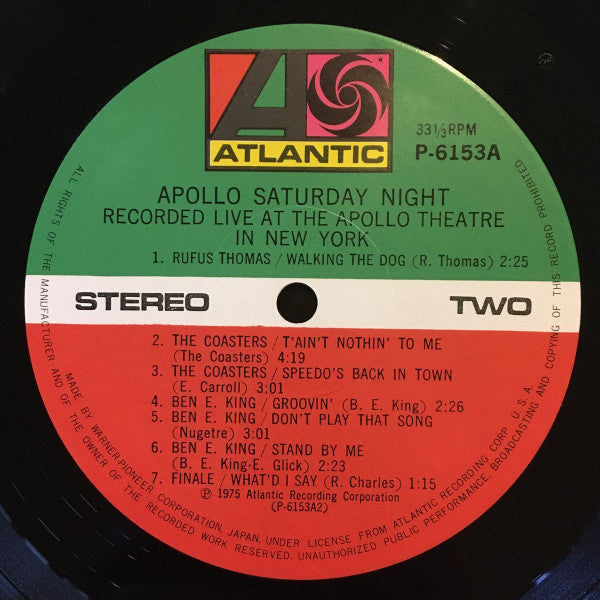 ATLANTIC
33⅓RPM
P-6153A
APOLLO SATURDAY NIGHT
RECORDED LIVE AT THE APOLLO THEATRE
IN NEW YORK
1. RUFUS THOMAS / WALKING THE DOG (R. Thomas) 2:25
STEREO
TWO
2. THE COASTERS / T'AIN'T NOTHIN' TO ME
(The Coasters) 4:19
3. THE COASTERS / SPEEDO'S BACK IN TOWN
(E. Carroll) 3:01
4. BEN E. KING / GROOVIN' (B. E. King) 2:26
5. BEN E. KING / DON'T PLAY THAT SONG
(Nugetre) 3:01
6. BEN E. KING / STAND BY ME
(B. E. King-E. Glick) 2:23
7. FINALE / WHAT'D I SAY (R. Charles) 1:15
Ⓟ 1975 Atlantic Recording Corporation
(P-6153A2)
MADE BY WARNER-PIONEER CORPORATION, JAPAN, UNDER LICENSE FROM ATLANTIC RECORDING CORP. U.S.A.
ALL RIGHTS OF THE MANUFACTURER AND OF THE OWNER OF THE RECORDED WORK RESERVED. UNAUTHORIZED PUBLIC PERFORMANCE, BROADCASTING AND COPYING OF THIS RECORD PROHIBITED.